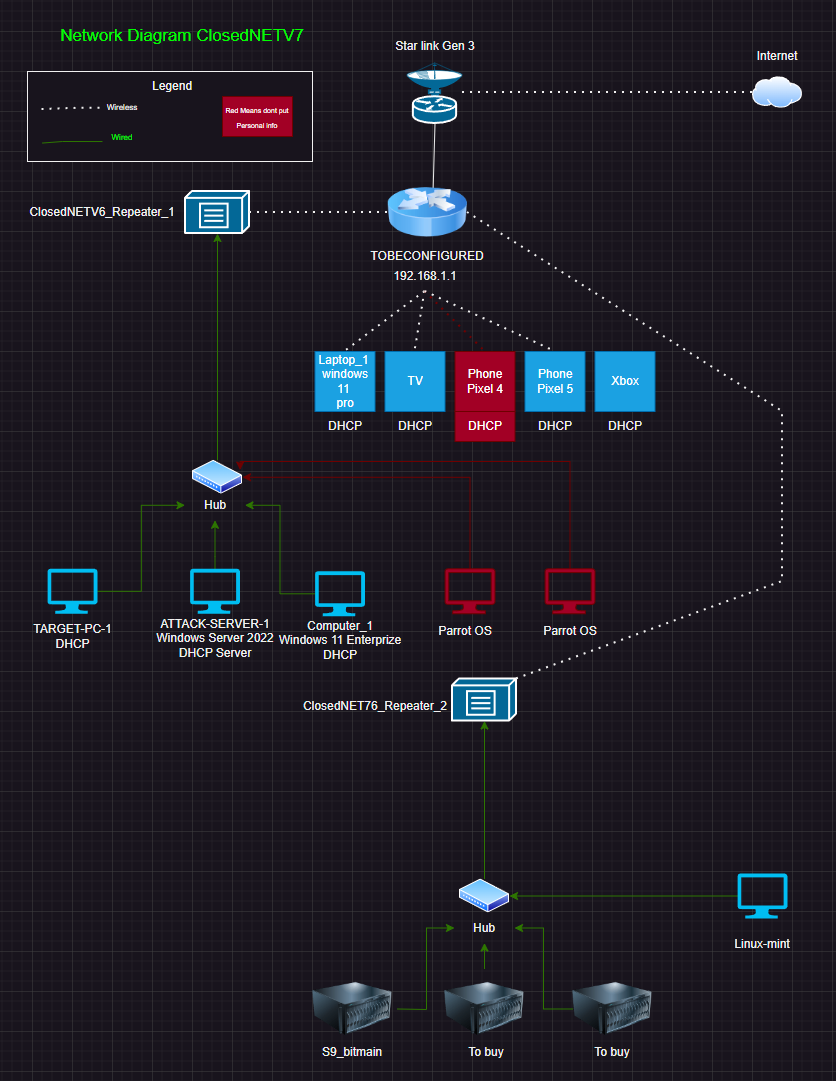 Network Diagram ClosedNETV7
Star link Gen 3
Internet
Legend
Wireless
Red Means dont put
Personal info
Wired
ClosedNETV6_Repeater_1
TOBECONFIGURED
192.168.1.1
Laptop_1
windows
11
pro
TV
Phone
Pixel 4
Phone
Pixel 5
Xbox
DHCP
DHCP
DHCP
DHCP
DHCP
Hub
TARGET-PC-1
DHCP
ATTACK-SERVER-1
Windows Server 2022
DHCP Server
Computer_1
Windows 11 Enterprize
DHCP
Parrot OS
Parrot OS
ClosedNET76_Repeater_2
Hub
Linux-mint
S9_bitmain
To buy
To buy